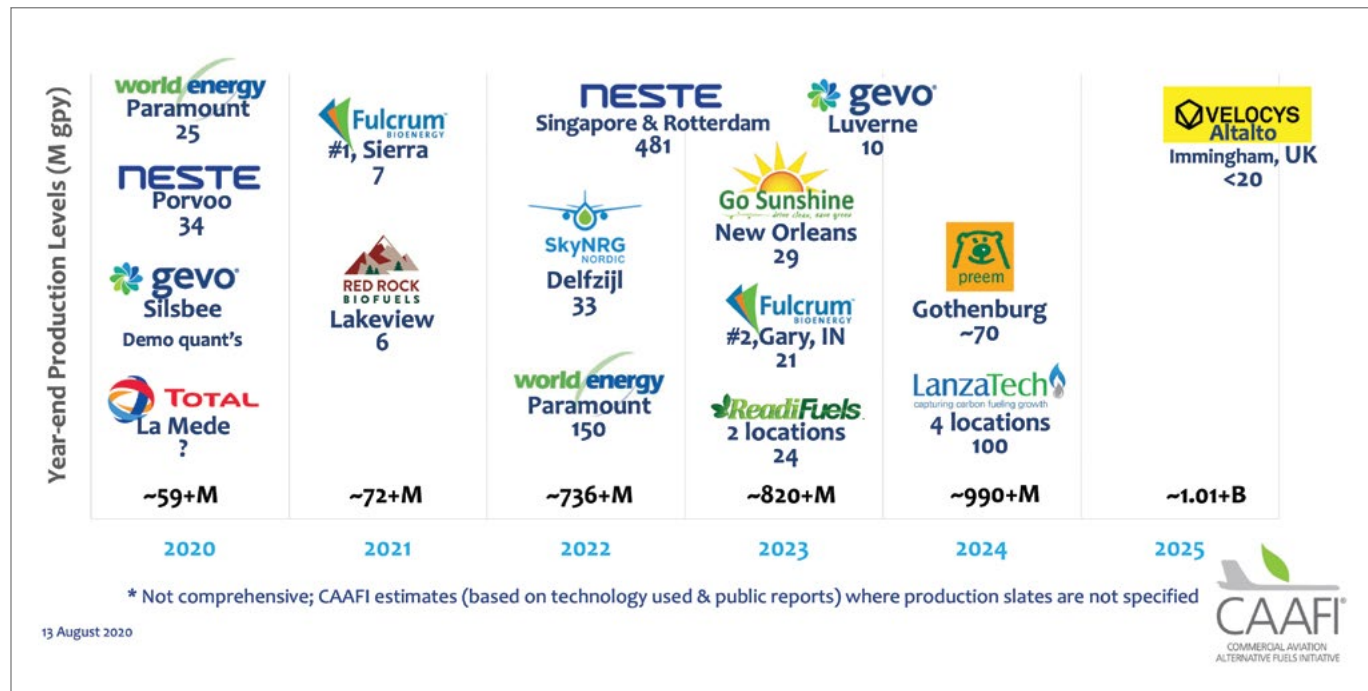 Year-end Production Levels (M gpy)
world energy
Paramount
25
NESTE
Porvoo
34
gevo®
Silsbee
Demo quant's
TOTAL
La Mede
?
~59+M
2020
Fulcrum
BIOENERGY
#1, Sierra
7
RED ROCK
BIOFUELS
Lakeview
6
~72+M
2021
NESTE
Singapore & Rotterdam
481
SkyNRG
NORDIC
Delfzijl
33
world energy
Paramount
150
~736+M
2022
gevo®
Luverne
10
Go Sunshine
drive clean, save green
New Orleans
29
Fulcrum
BIOENERGY
#2,Gary, IN
21
ReadiFuels
2 locations
24
~820+M
2023
preem
Gothenburg
~70
LanzaTech
capturing carbon fueling growth
4 locations
100
~990+M
2024
VELOCYS
Altalto
Immingham, UK
<20
~1.01+B
2025
* Not comprehensive; CAAFI estimates (based on technology used & public reports) where production slates are not specified
13 August 2020
CAAFI®
COMMERCIAL AVIATION
ALTERNATIVE FUELS INITIATIVE